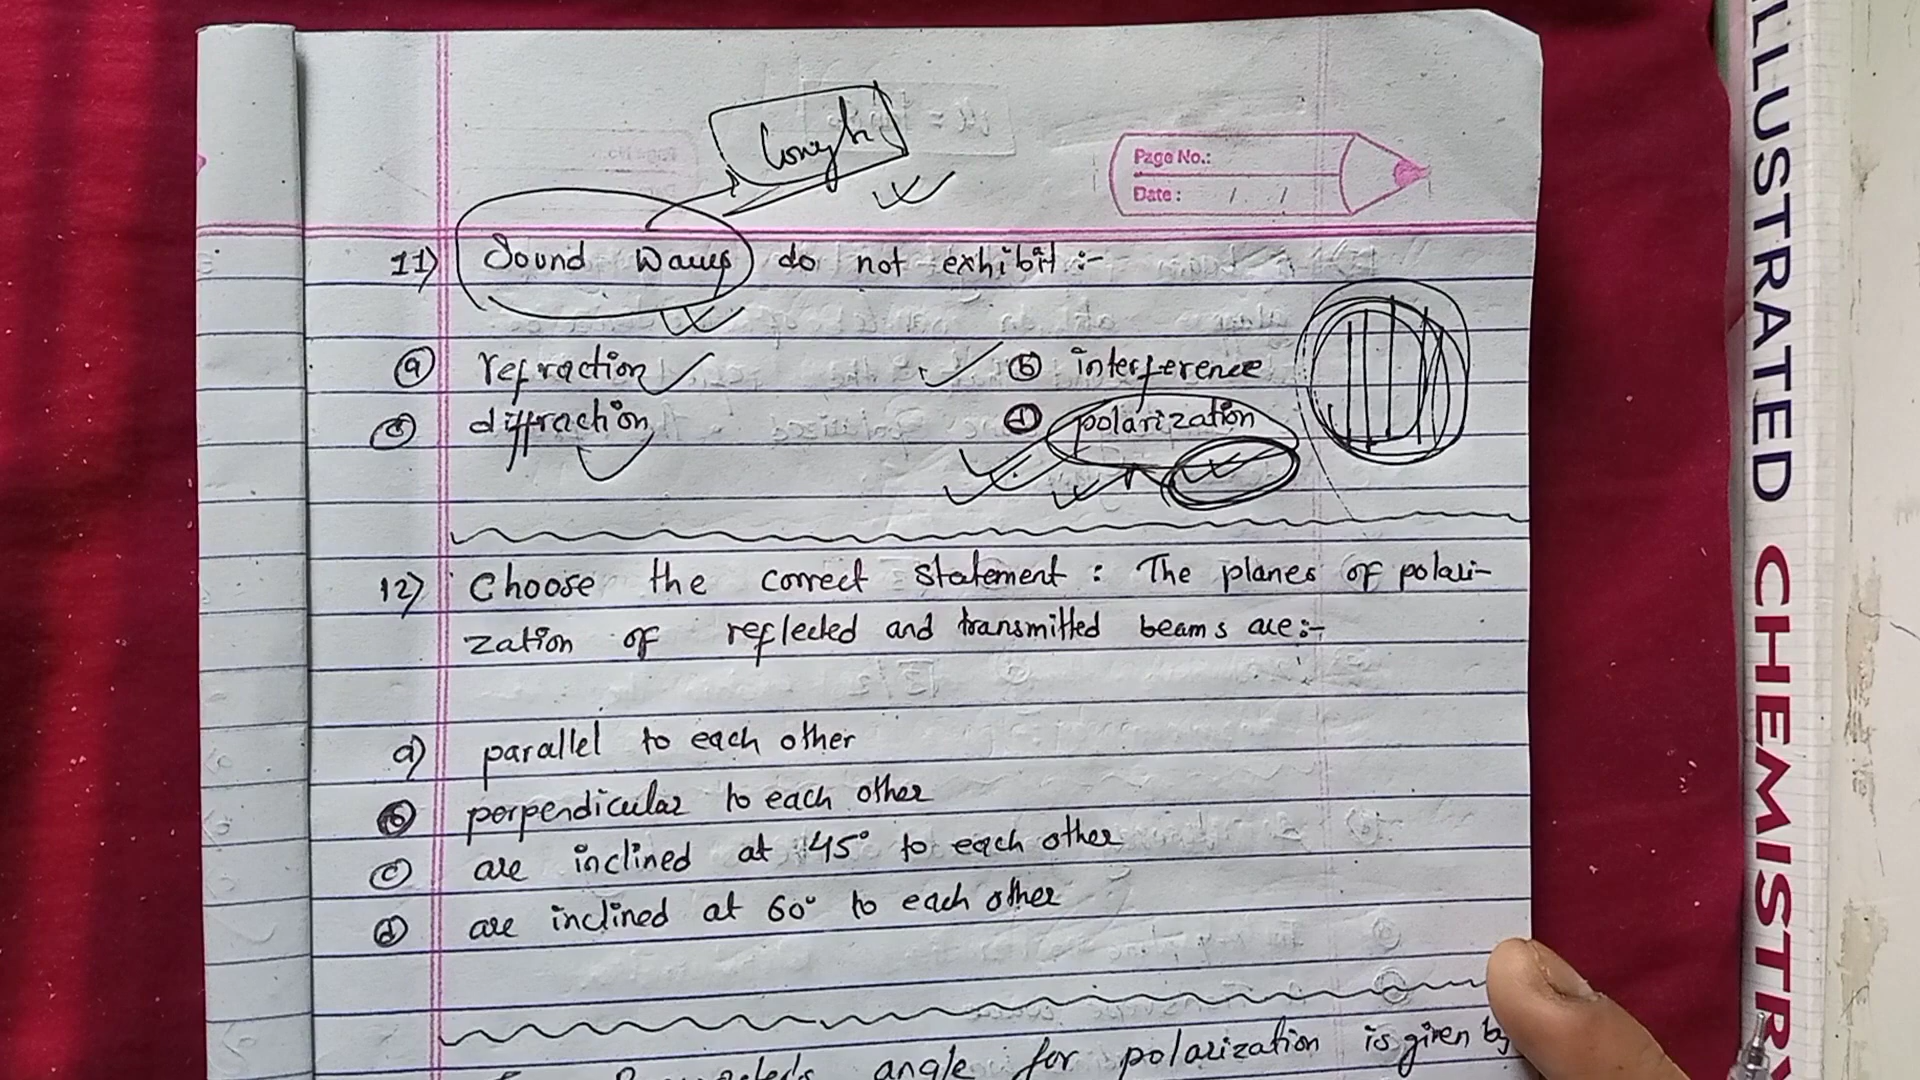 Page No.:
Date : / /
11) Sound Waves do not exhibit :-
(a) refraction (b) interference
(c) diffraction (d) polarization
12) Choose the correct statement : The planes of polari-
zation of reflected and transmitted beams are :-
a) parallel to each other
(b) perpendicular to each other
(c) are inclined at 45° to each other
(d) are inclined at 60° to each other
angle for polarization is given by
ILLUSTRATED CHEMISTRY